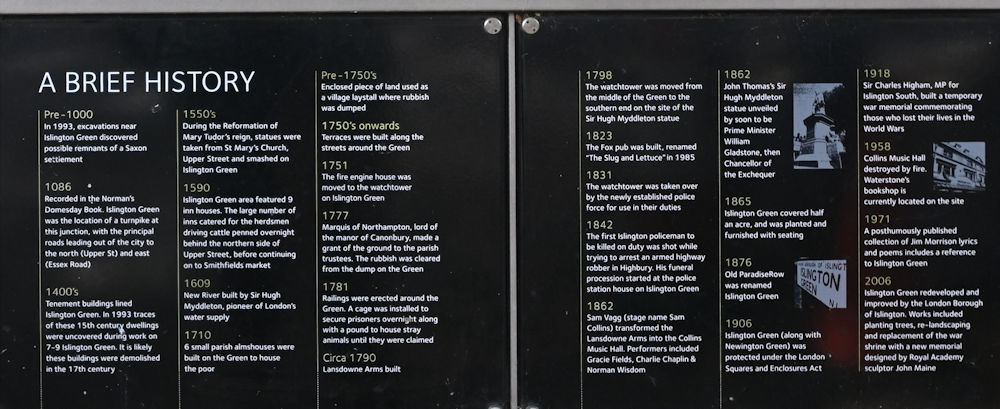 A BRIEF HISTORY
Pre-1000
In 1993, excavations near
Islington Green discovered
possible remnants of a Saxon
settlement
1086
Recorded in the Norman's
Domesday Book. Islington Green
was the location of a turnpike at
this junction, with the principal
roads leading out of the city to
the north (Upper St) and east
(Essex Road)
1400's
Tenement buildings lined
Islington Green. In 1993 traces
of these 15th century dwellings
were uncovered during work on
7-9 Islington Green. It is likely
these buildings were demolished
in the 17th century
1550's
During the Reformation of
Mary Tudor's reign, statues were
taken from St Mary's Church,
Upper Street and smashed on
Islington Green
1590
Islington Green area featured 9
inn houses. The large number of
inns catered for the herdsmen
driving cattle penned overnight
behind the northern side of
Upper Street, before continuing
on to Smithfields market
1609
New River built by Sir Hugh
Myddleton, pioneer of London's
water supply
1710
6 small parish almshouses were
built on the Green to house
the poor
Pre-1750's
Enclosed piece of land used as
a village laystall where rubbish
was dumped
1750's onwards
Terraces were built along the
streets around the Green
1751
The fire engine house was
moved to the watchtower
on Islington Green
1777
Marquis of Northampton, lord of
the manor of Canonbury, made a
grant of the ground to the parish
trustees. The rubbish was cleared
from the dump on the Green
1781
Railings were erected around the
Green. A cage was installed to
secure prisoners overnight along
with a pound to house stray
animals until they were claimed
Circa 1790
Lansdowne Arms built
1798
The watchtower was moved from
the middle of the Green to the
southern end on the site of the
Sir Hugh Myddleton statue
1823
The Fox pub was built, renamed
"The Slug and Lettuce" in 1985
1831
The watchtower was taken over
by the newly established police
force for use in their duties
1842
The first Islington policeman to
be killed on duty was shot while
trying to arrest an armed highway
robber in Highbury. His funeral
procession started at the police
station house on Islington Green
1862
Sam Vagg (stage name Sam
Collins) transformed the
Lansdowne Arms into the Collins
Music Hall. Performers included
Gracie Fields, Charlie Chaplin &
Norman Wisdom
1862
John Thomas's Sir
Hugh Myddleton
statue unveiled
by soon to be
Prime Minister
William
Gladstone, then
Chancellor of
the Exchequer
1865
Islington Green covered half
an acre, and was planted and
furnished with seating
1876
Old ParadiseRow
was renamed
Islington Green
ISLINGTON
GREEN
N1
1906
Islington Green (along with
Newington Green) was
protected under the London
Squares and Enclosures Act
1918
Sir Charles Higham, MP for
Islington South, built a temporary
war memorial commemorating
those who lost their lives in the
World Wars
1958
Collins Music Hall
destroyed by fire.
Waterstone's
bookshop is
currently located on the site
1971
A posthumously published
collection of Jim Morrison lyrics
and poems includes a reference
to Islington Green
2006
Islington Green redeveloped and
improved by the London Borough
of Islington. Works included
planting trees, re-landscaping
and replacement of the war
shrine with a new memorial
designed by Royal Academy
sculptor John Maine